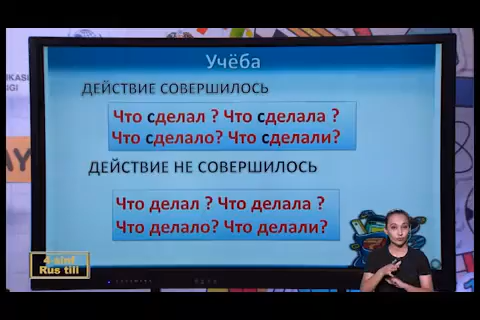 Учёба
ДЕЙСТВИЕ СОВЕРШИЛОСЬ
Что сделал ? Что сделала ?
Что сделало? Что сделали?
ДЕЙСТВИЕ НЕ СОВЕРШИЛОСЬ
Что делал ? Что делала ?
Что делало? Что делали?
4-sinf
Rus tili